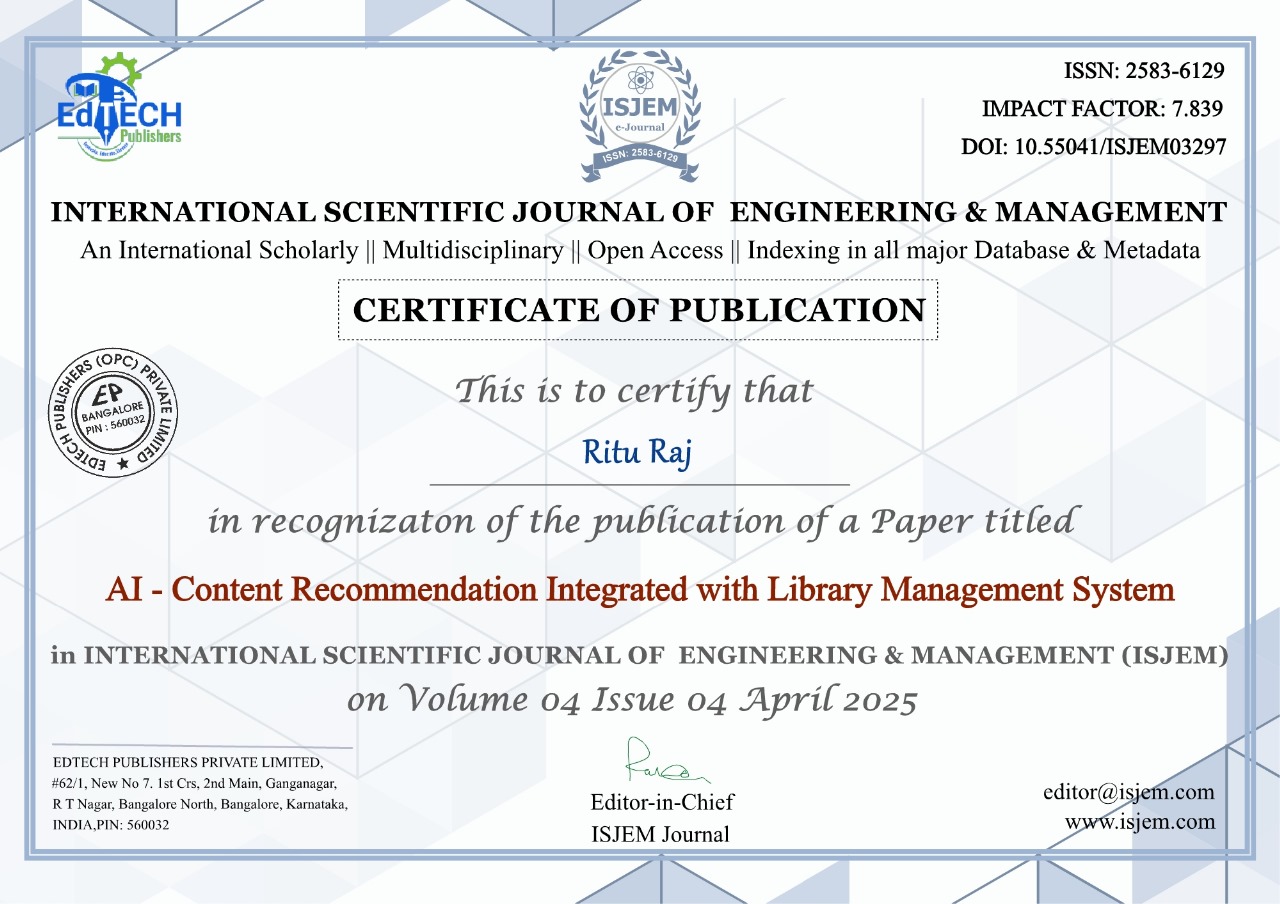 EdTECH
Publishers
ISJEM
e-Journal
ISSN: 2583-6129
ISSN: 2583-6129
IMPACT FACTOR: 7.839
DOI: 10.55041/ISJEM03297
INTERNATIONAL SCIENTIFIC JOURNAL OF ENGINEERING & MANAGEMENT
An International Scholarly || Multidisciplinary || Open Access || Indexing in all major Database & Metadata
CERTIFICATE OF PUBLICATION
EDTECH PUBLISHERS (OPC) PRIVATE LIMITED
EP
BANGALORE
PIN : 560032
This is to certify that
Ritu Raj
in recognizaton of the publication of a Paper titled
AI - Content Recommendation Integrated with Library Management System
in INTERNATIONAL SCIENTIFIC JOURNAL OF ENGINEERING & MANAGEMENT (ISJEM)
on Volume 04 Issue 04 April 2025
EDTECH PUBLISHERS PRIVATE LIMITED,
#62/1, New No 7. 1st Crs, 2nd Main, Ganganagar,
R T Nagar, Bangalore North, Bangalore, Karnataka,
INDIA,PIN: 560032
Editor-in-Chief
ISJEM Journal
editor@isjem.com
www.isjem.com